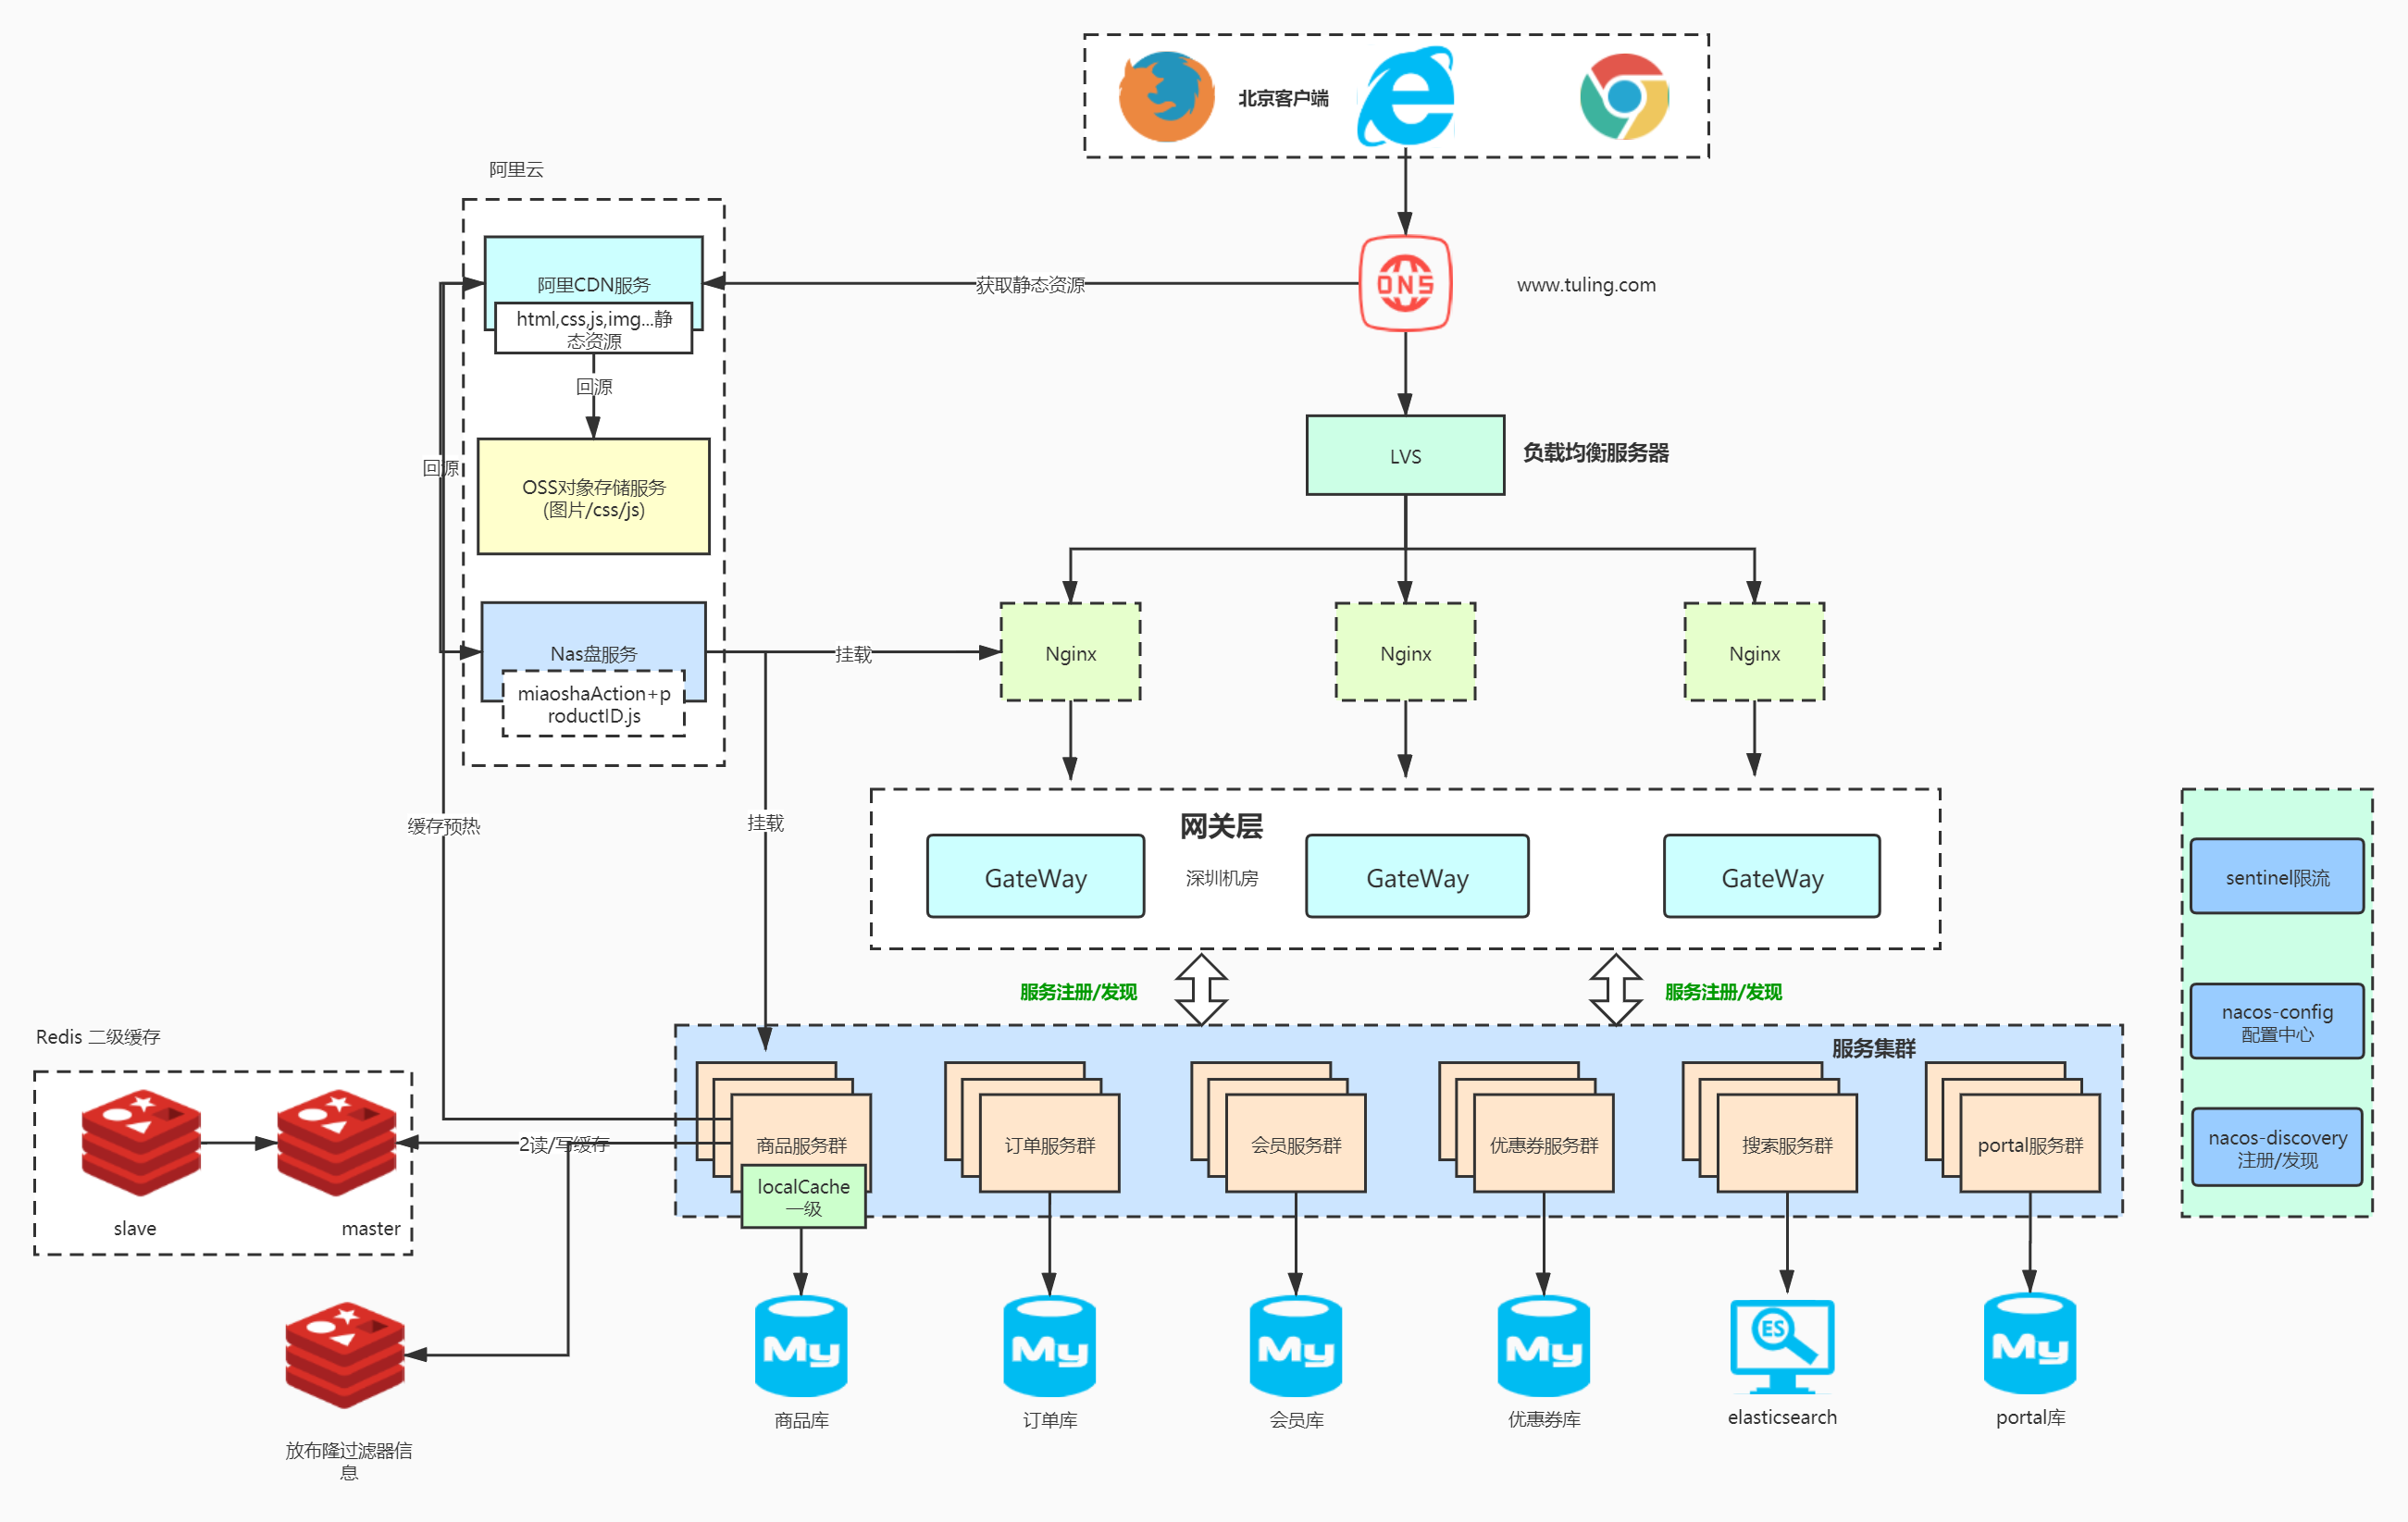 北京客户端
阿里云
阿里CDN服务
html,css,js,img...静
态资源
获取静态资源
DNS
www.tuling.com
回源
回源
OSS对象存储服务
(图片/css/js)
LVS
负载均衡服务器
Nas盘服务
miaoshaAction+p
roductID.js
挂载
Nginx
Nginx
Nginx
缓存预热
挂载
网关层
GateWay
深圳机房
GateWay
GateWay
sentinel限流
服务注册/发现
服务注册/发现
nacos-config
配置中心
Redis 二级缓存
服务集群
2读/写缓存
商品服务群
订单服务群
会员服务群
优惠券服务群
搜索服务群
portal服务群
nacos-discovery
注册/发现
localCache
一级
slave
master
My
My
My
My
ES
My
商品库
订单库
会员库
优惠券库
elasticsearch
portal库
放布隆过滤器信
息